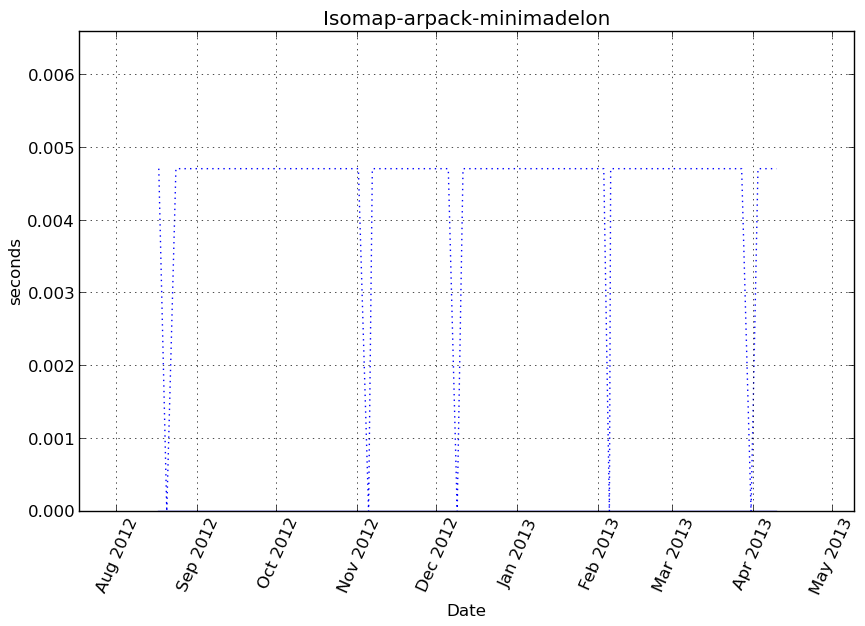 Isomap-arpack-minimadelon
0.006
0.005
0.004
0.003
0.002
0.001
0.000
seconds
Aug 2012
Sep 2012
Oct 2012
Nov 2012
Dec 2012
Jan 2013
Feb 2013
Mar 2013
Apr 2013
May 2013
Date